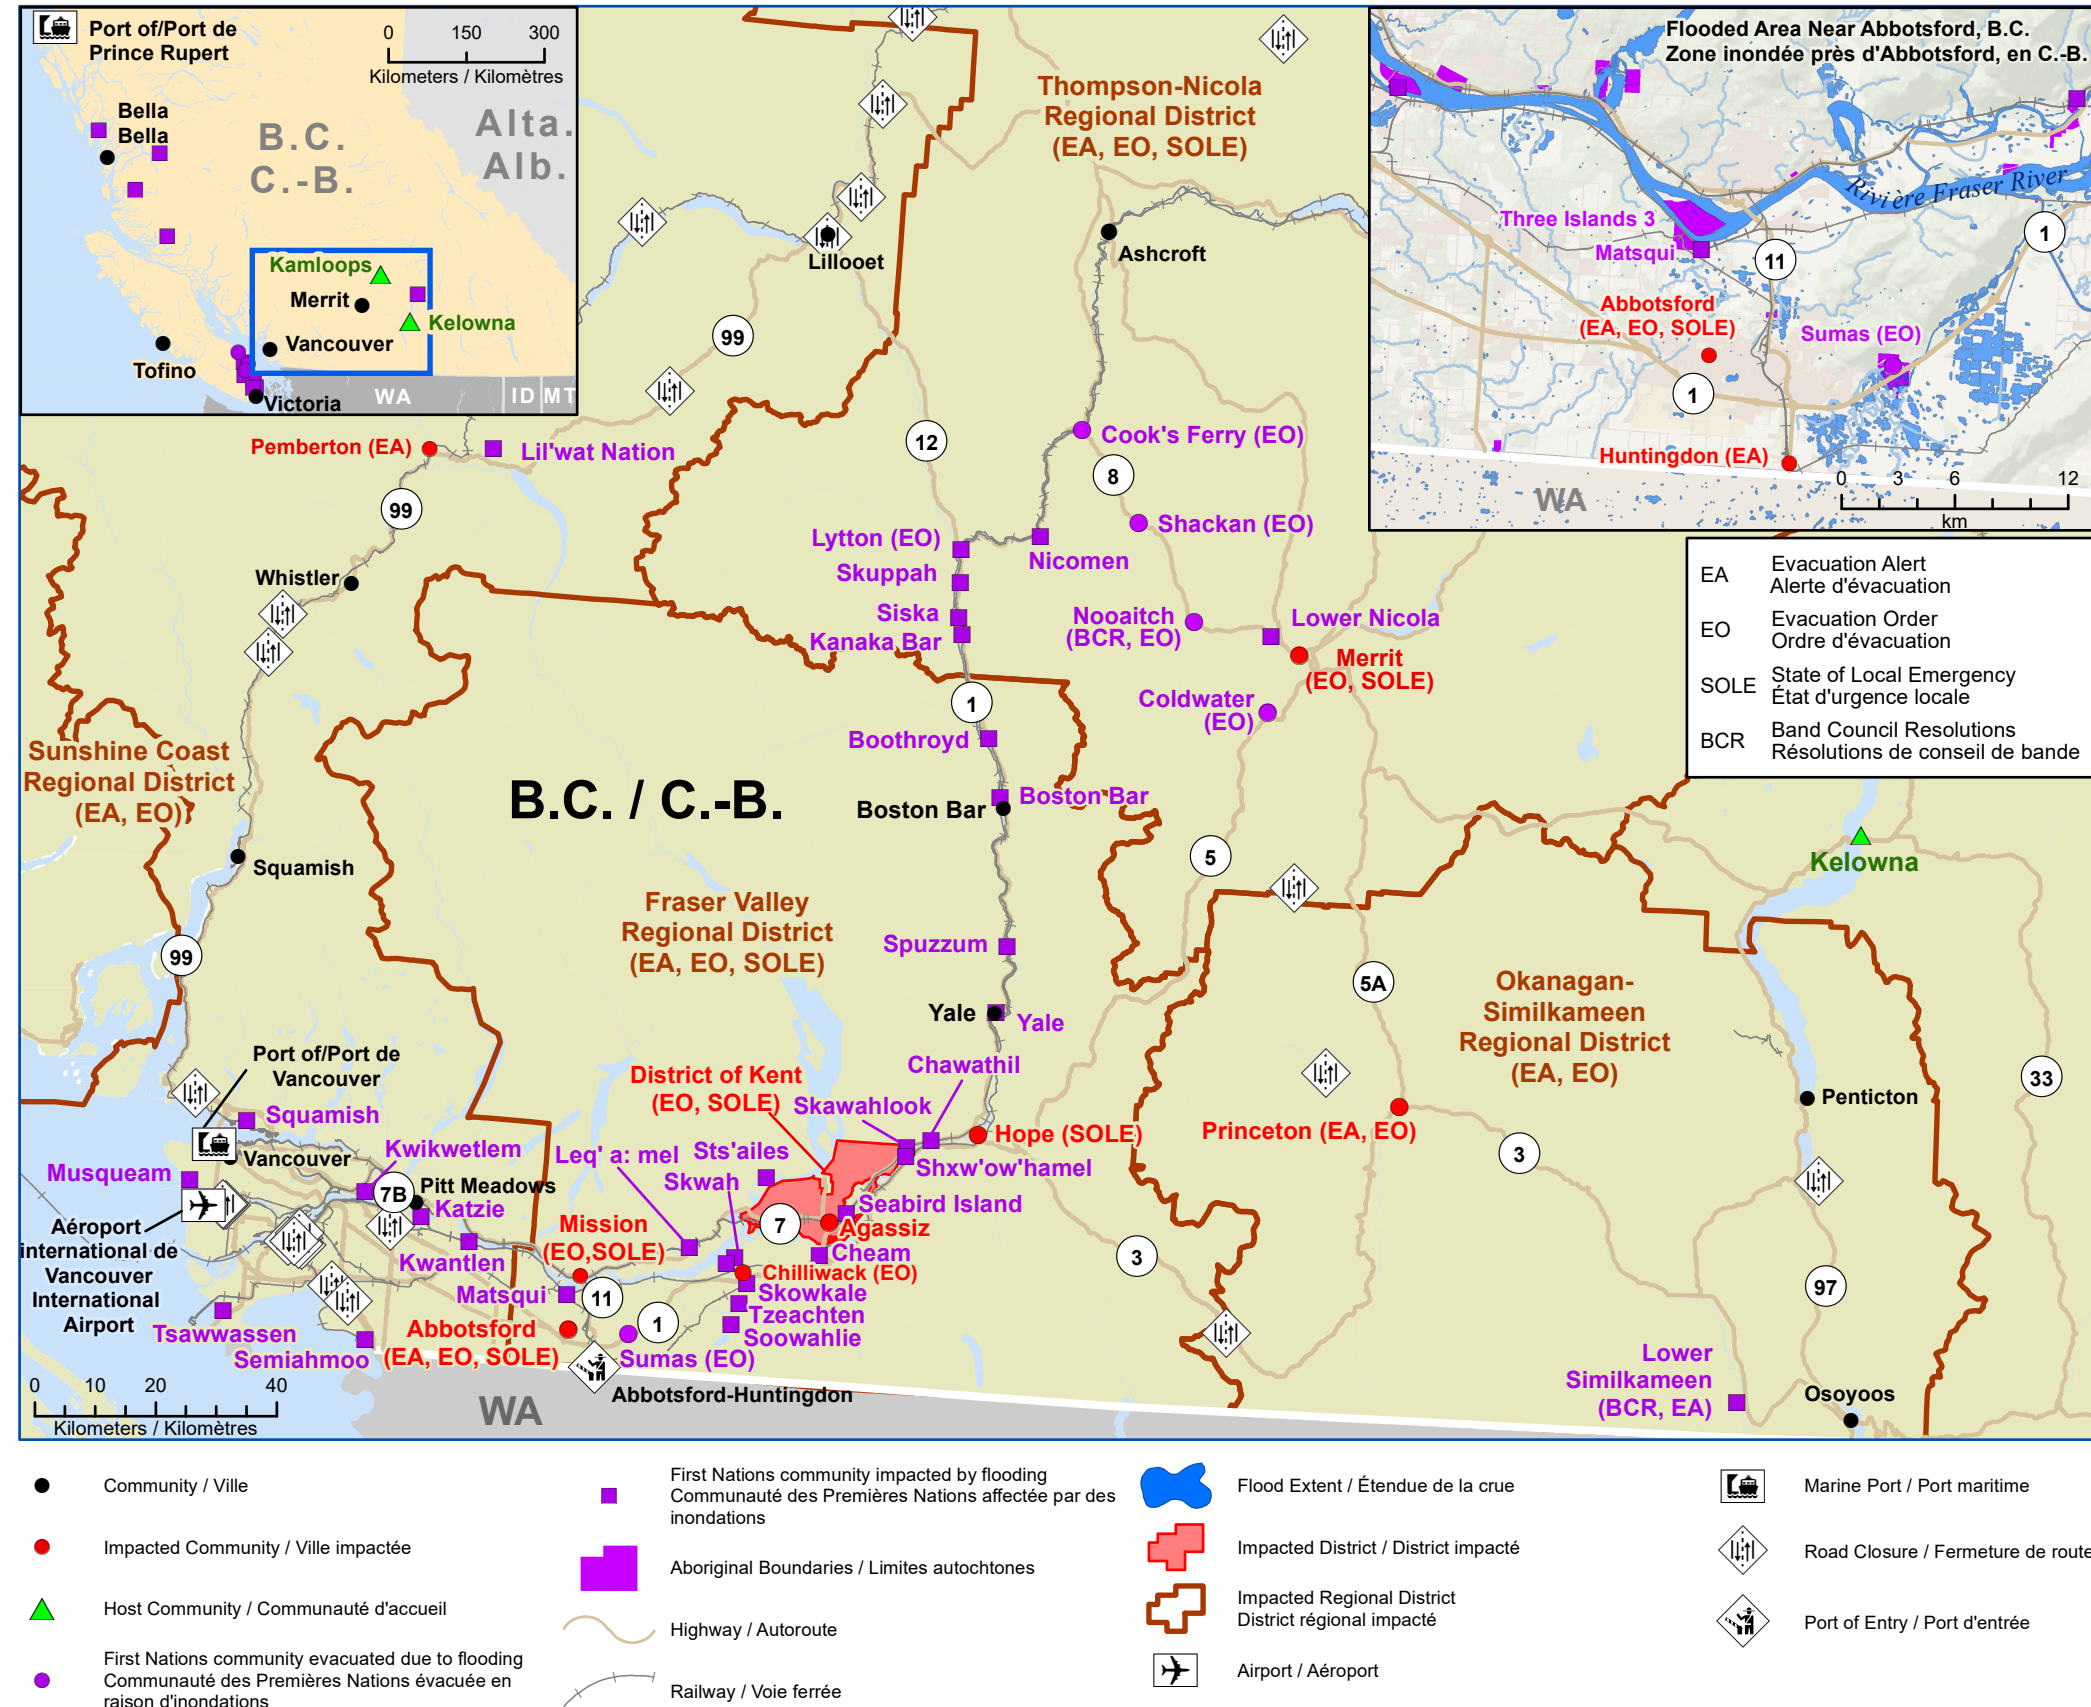 Port of/Port de
Prince Rupert
0 150 300
Kilometers / Kilomètres
Bella
Bella
B.C.
C.-B.
Alta.
Alb.
Kamloops
Merrit
Kelowna
Vancouver
Tofino
Victoria
WA
ID
MT
Flooded Area Near Abbotsford, B.C.
Zone inondée près d'Abbotsford, en C.-B.
Rivière Fraser River
Three Islands 3
Matsqui
1
11
Abbotsford
(EA, EO, SOLE)
Sumas (EO)
1
Huntingdon (EA)
WA
0 3 6 12
km
EA
Evacuation Alert
Alerte d'évacuation
EO
Evacuation Order
Ordre d'évacuation
SOLE
State of Local Emergency
État d'urgence locale
BCR
Band Council Resolutions
Résolutions de conseil de bande
Thompson-Nicola
Regional District
(EA, EO, SOLE)
Lillooet
Ashcroft
99
12
Pemberton (EA)
Lil'wat Nation
Cook's Ferry (EO)
8
99
Shackan (EO)
Lytton (EO)
Nicomen
Skuppah
Whistler
Siska
Kanaka Bar
Nooaitch
(BCR, EO)
Lower Nicola
Merrit
(EO, SOLE)
1
Coldwater
(EO)
Boothroyd
Sunshine Coast
Regional District
(EA, EO)
B.C. / C.-B.
Boston Bar
Boston Bar
5
Kelowna
Squamish
Fraser Valley
Regional District
(EA, EO, SOLE)
Spuzzum
99
5A
Okanagan-
Similkameen
Regional District
(EA, EO)
Yale
Yale
Port of/Port de
Vancouver
Chawathil
District of Kent
(EO, SOLE)
Skawahlook
33
Penticton
Squamish
Hope (SOLE)
Princeton (EA, EO)
3
Vancouver
Kwikwetlem
Leq' a: mel
Sts'ailes
Skwah
Shxw'ow'hamel
Musqueam
7B
Pitt Meadows
Katzie
Seabird Island
7
Agassiz
Aéroport
international de
Vancouver
International
Airport
Mission
(EO,SOLE)
Cheam
Kwantlen
Chilliwack (EO)
3
97
Matsqui
11
Skowkale
Tzeachten
Soowahlie
Tsawwassen
Semiahmoo
Abbotsford
(EA, EO, SOLE)
1
Sumas (EO)
Abbotsford-Huntingdon
WA
Lower
Similkameen
(BCR, EA)
Osoyoos
0 10 20 40
Kilometers / Kilomètres
Community / Ville
Impacted Community / Ville impactée
Host Community / Communauté d'accueil
First Nations community evacuated due to flooding
Communauté des Premières Nations évacuée en
raison d'inondations
First Nations community impacted by flooding
Communauté des Premières Nations affectée par des
inondations
Aboriginal Boundaries / Limites autochtones
Highway / Autoroute
Railway / Voie ferrée
Flood Extent / Étendue de la crue
Impacted District / District impacté
Impacted Regional District
District régional impacté
Airport / Aéroport
Marine Port / Port maritime
Road Closure / Fermeture de route
Port of Entry / Port d'entrée